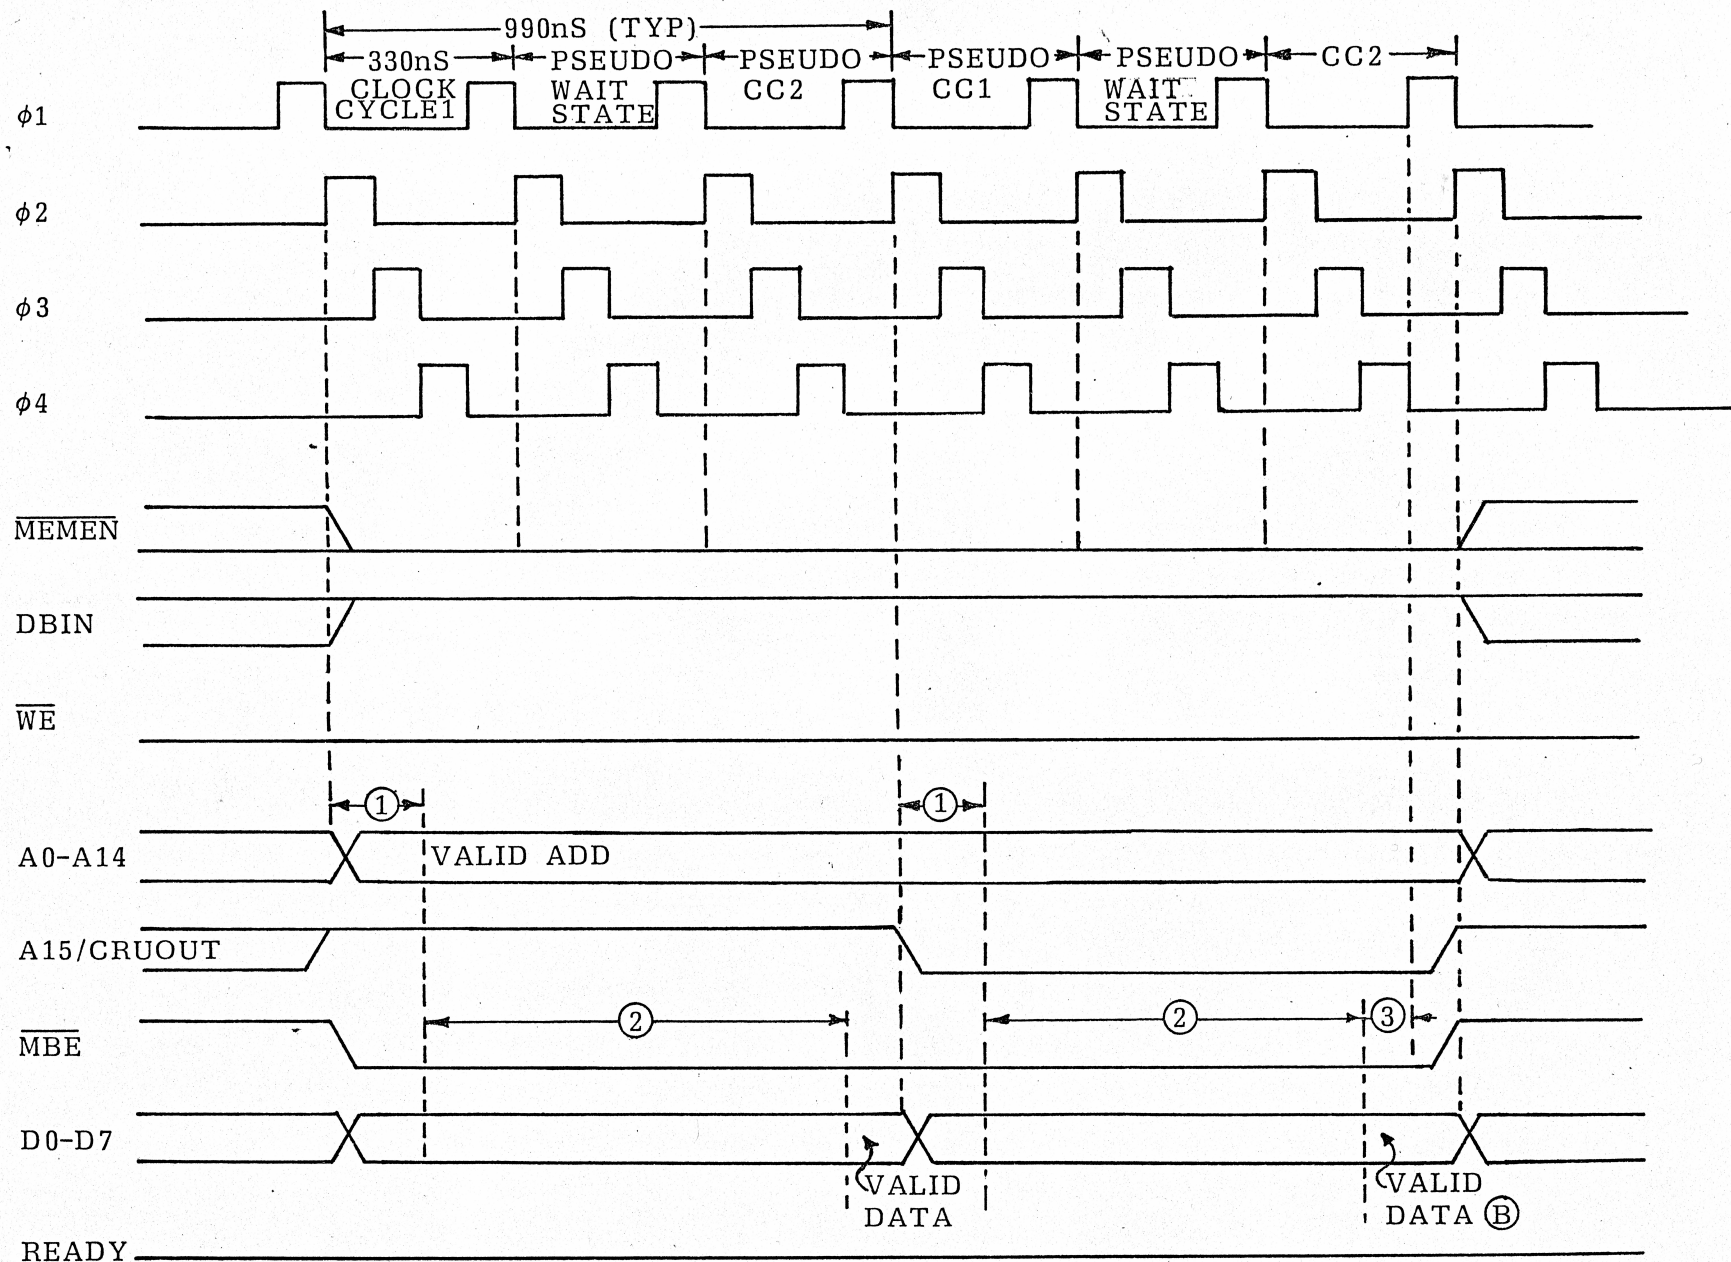 990nS (TYP)
330nS PSEUDO PSEUDO PSEUDO PSEUDO CC2
CLOCK WAIT CC2 CC1 WAIT
CYCLE1 STATE STATE
φ1
φ2
φ3
φ4
MEMEN
DBIN
WE
1 1
A0-A14 VALID ADD
A15/CRUOUT
2 2 3
MBE
D0-D7
VALID VALID
DATA DATA B
READY